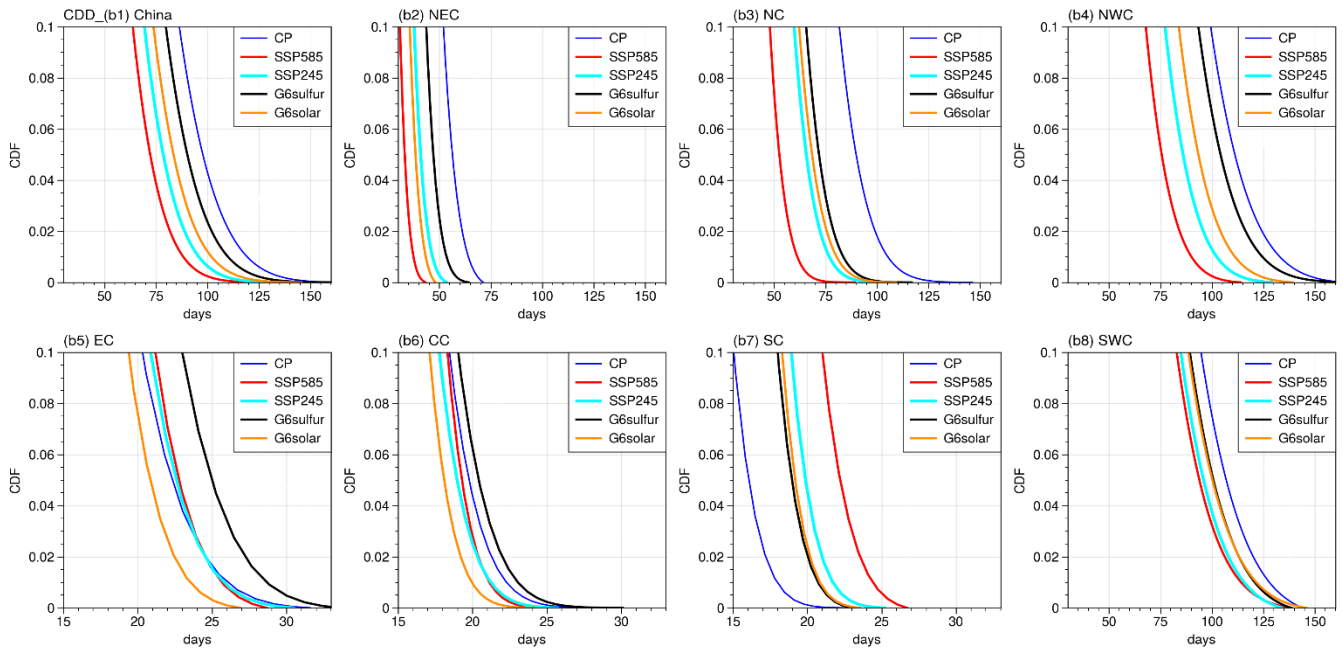 CDD_(b1) China
0.1
0.08
0.06
0.04
0.02
0
CDF
50 75 100 125 150
days
CP
SSP585
SSP245
G6sulfur
G6solar
(b2) NEC
0.1
0.08
0.06
0.04
0.02
0
CDF
50 75 100 125 150
days
CP
SSP585
SSP245
G6sulfur
G6solar
(b3) NC
0.1
0.08
0.06
0.04
0.02
0
CDF
50 75 100 125 150
days
CP
SSP585
SSP245
G6sulfur
G6solar
(b4) NWC
0.1
0.08
0.06
0.04
0.02
0
CDF
50 75 100 125 150
days
CP
SSP585
SSP245
G6sulfur
G6solar
(b5) EC
0.1
0.08
0.06
0.04
0.02
0
CDF
15 20 25 30
days
CP
SSP585
SSP245
G6sulfur
G6solar
(b6) CC
0.1
0.08
0.06
0.04
0.02
0
CDF
15 20 25 30
days
CP
SSP585
SSP245
G6sulfur
G6solar
(b7) SC
0.1
0.08
0.06
0.04
0.02
0
CDF
15 20 25 30
days
CP
SSP585
SSP245
G6sulfur
G6solar
(b8) SWC
0.1
0.08
0.06
0.04
0.02
0
CDF
50 75 100 125 150
days
CP
SSP585
SSP245
G6sulfur
G6solar